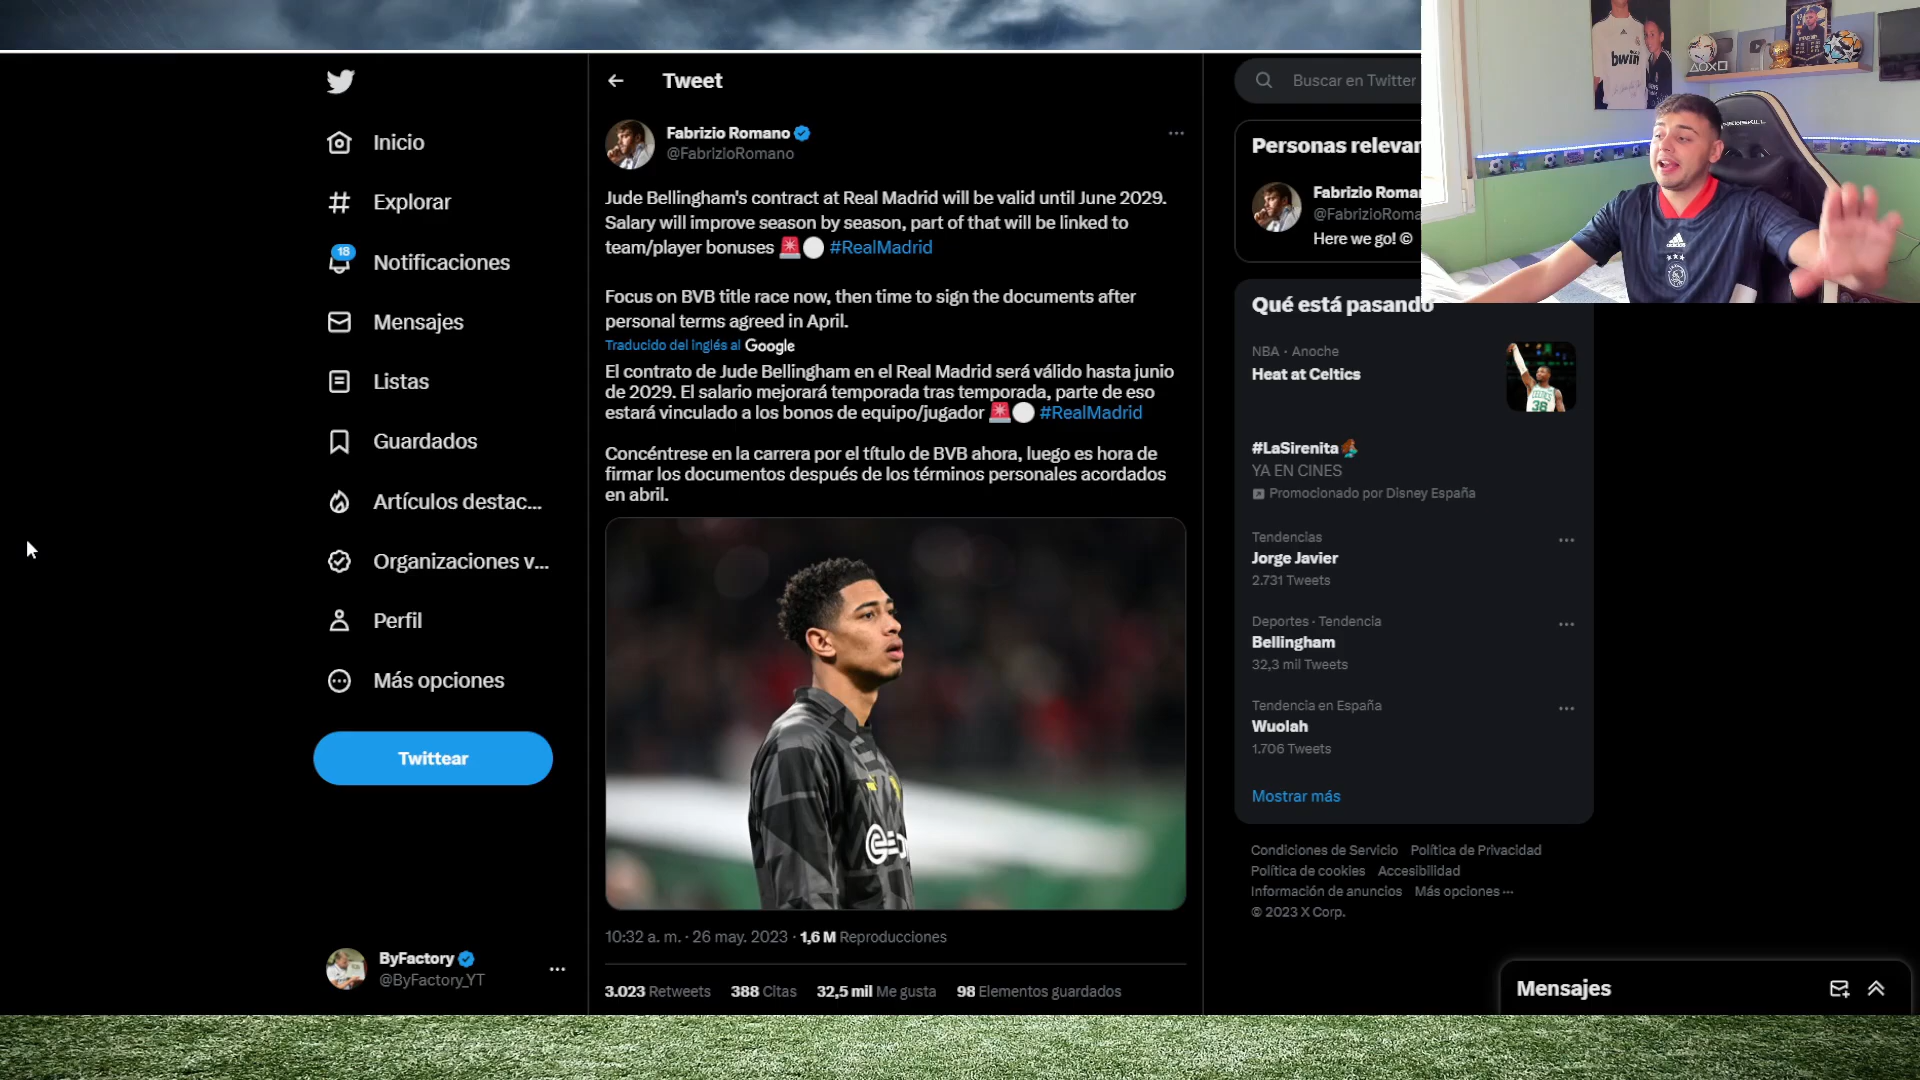 Tweet
Buscar en Twitter
Inicio
Explorar
18
Notificaciones
Mensajes
Listas
Guardados
Artículos destac...
Organizaciones v...
Perfil
Más opciones
Twittear
ByFactory
@ByFactory_YT
Fabrizio Romano
@FabrizioRomano
Jude Bellingham's contract at Real Madrid will be valid until June 2029.
Salary will improve season by season, part of that will be linked to
team/player bonuses 🚨⚪ #RealMadrid
Focus on BVB title race now, then time to sign the documents after
personal terms agreed in April.
Traducido del inglés al Google
El contrato de Jude Bellingham en el Real Madrid será válido hasta junio
de 2029. El salario mejorará temporada tras temporada, parte de eso
estará vinculado a los bonos de equipo/jugador 🚨⚪ #RealMadrid
Concéntrese en la carrera por el título de BVB ahora, luego es hora de
firmar los documentos después de los términos personales acordados
en abril.
10:32 a. m. · 26 may. 2023 · 1,6 M Reproducciones
3.023 Retweets 388 Citas 32,5 mil Me gusta 98 Elementos guardados
Personas relevan
Fabrizio Roma
@FabrizioRoma
Here we go! ©
Qué está pasando
NBA · Anoche
Heat at Celtics
38
#LaSirenita
YA EN CINES
Promocionado por Disney España
Tendencias
Jorge Javier
2.731 Tweets
Deportes · Tendencia
Bellingham
32,3 mil Tweets
Tendencia en España
Wuolah
1.706 Tweets
Mostrar más
Condiciones de Servicio Política de Privacidad
Política de cookies Accesibilidad
Información de anuncios Más opciones ···
© 2023 X Corp.
Mensajes
bwin
adidas